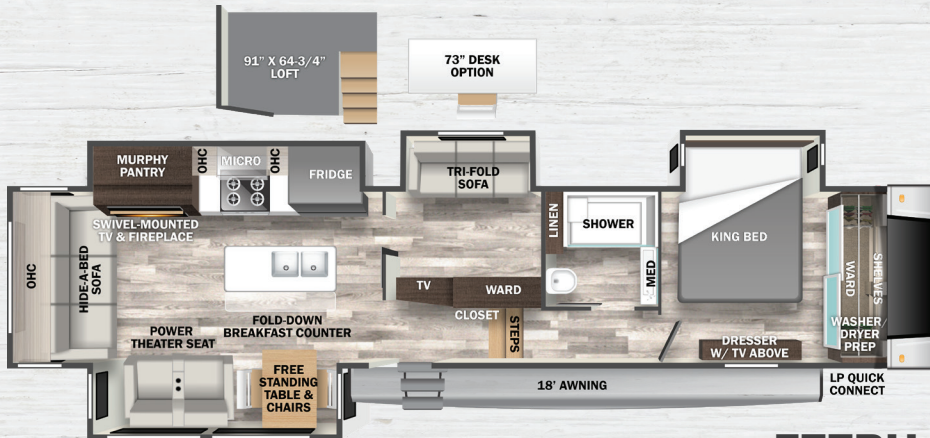 91" X 64-3/4"
LOFT
73" DESK
OPTION
MURPHY
PANTRY
OHC
MICRO
OHC
FRIDGE
TRI-FOLD
SOFA
LINEN
SHOWER
KING BED
SWIVEL-MOUNTED
TV & FIREPLACE
OHC
HIDE-A-BED
SOFA
MED
WARD
SHELVES
TV
WARD
CLOSET
STEPS
FOLD-DOWN
BREAKFAST COUNTER
POWER
THEATER SEAT
WASHER/
DRYER
PREP
DRESSER
W/ TV ABOVE
FREE
STANDING
TABLE &
CHAIRS
18' AWNING
LP QUICK
CONNECT